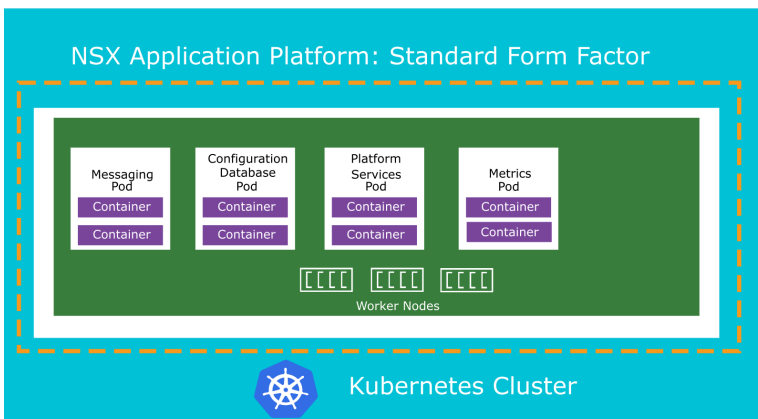 NSX Application Platform: Standard Form Factor
Messaging
Pod
Container
Container
Configuration
Database
Pod
Container
Container
Platform
Services
Pod
Container
Container
Metrics
Pod
Container
Container
Worker Nodes
Kubernetes Cluster